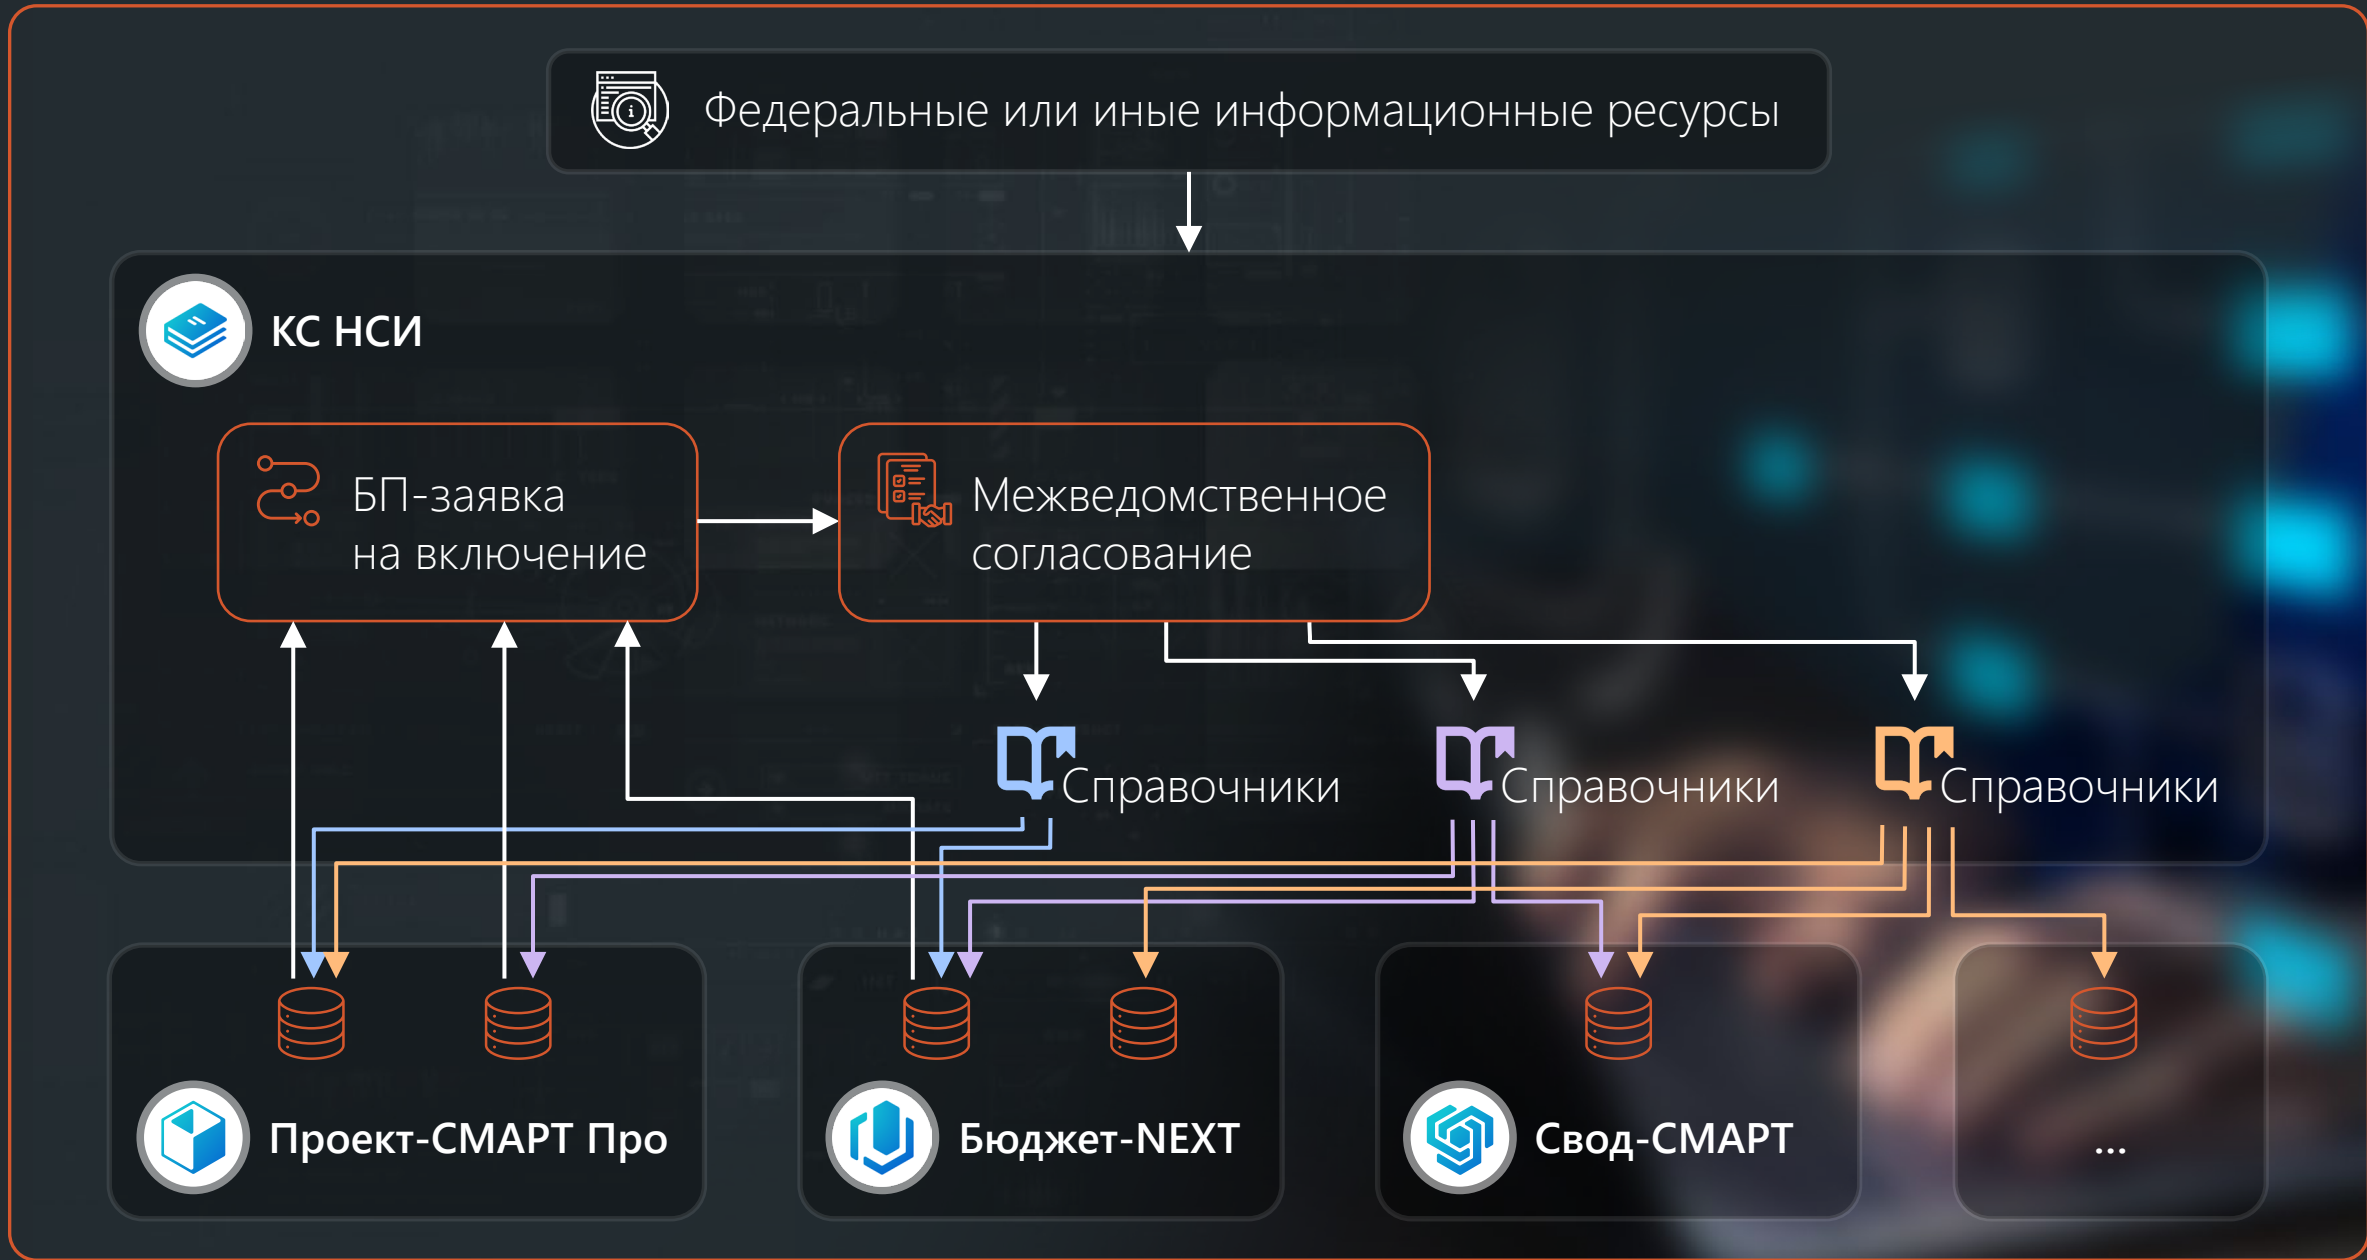 Федеральные или иные информационные ресурсы
КС НСИ
БП-заявка
на включение
Межведомственное
согласование
Справочники
Справочники
Справочники
Проект-СМАРТ Про
Бюджет-NEXT
Свод-СМАРТ
...